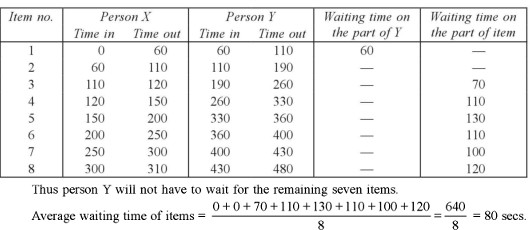 Item no. Person X Person Y Waiting time on Waiting time on
Time in Time out Time in Time out the part of Y the part of item
1 0 60 60 110 60 —
2 60 110 110 190 — —
3 110 120 190 260 — 70
4 120 150 260 330 — 110
5 150 200 330 360 — 130
6 200 250 360 400 — 110
7 250 300 400 430 — 100
8 300 310 430 480 — 120
Thus person Y will not have to wait for the remaining seven items.
Average waiting time of items = (0+0+70+110+130+110+100+120)/8 = 640/8 = 80 secs.